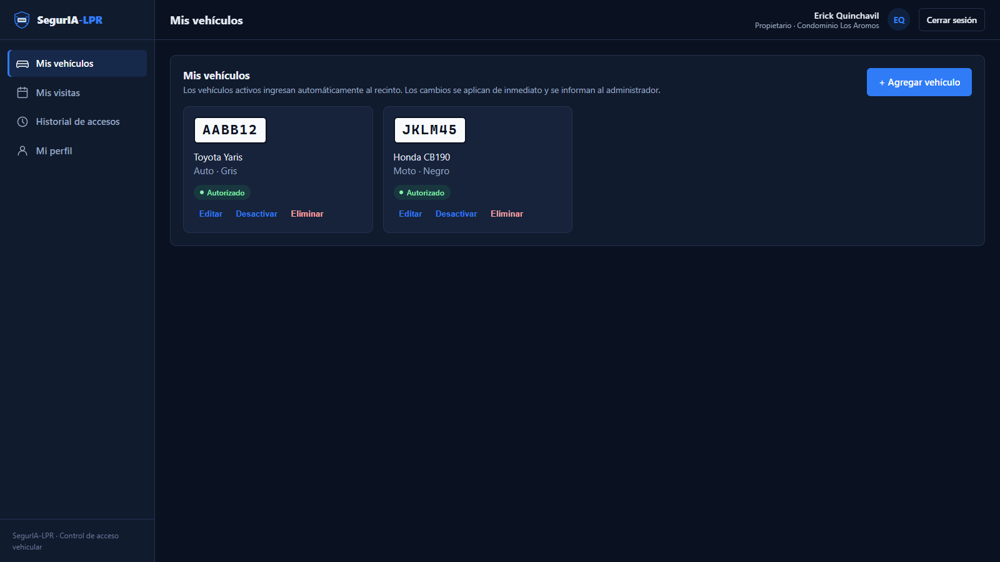 SegurIA-LPR
Mis vehículos
Mis visitas
Historial de accesos
Mi perfil
SegurIA-LPR · Control de acceso
vehicular
Mis vehículos
Erick Quinchavil
Propietario · Condominio Los Aromos
EQ
Cerrar sesión
Mis vehículos
Los vehículos activos ingresan automáticamente al recinto. Los cambios se aplican de inmediato y se informan al administrador.
+ Agregar vehículo
AABB12
Toyota Yaris
Auto · Gris
Autorizado
Editar Desactivar Eliminar
JKLM45
Honda CB190
Moto · Negro
Autorizado
Editar Desactivar Eliminar